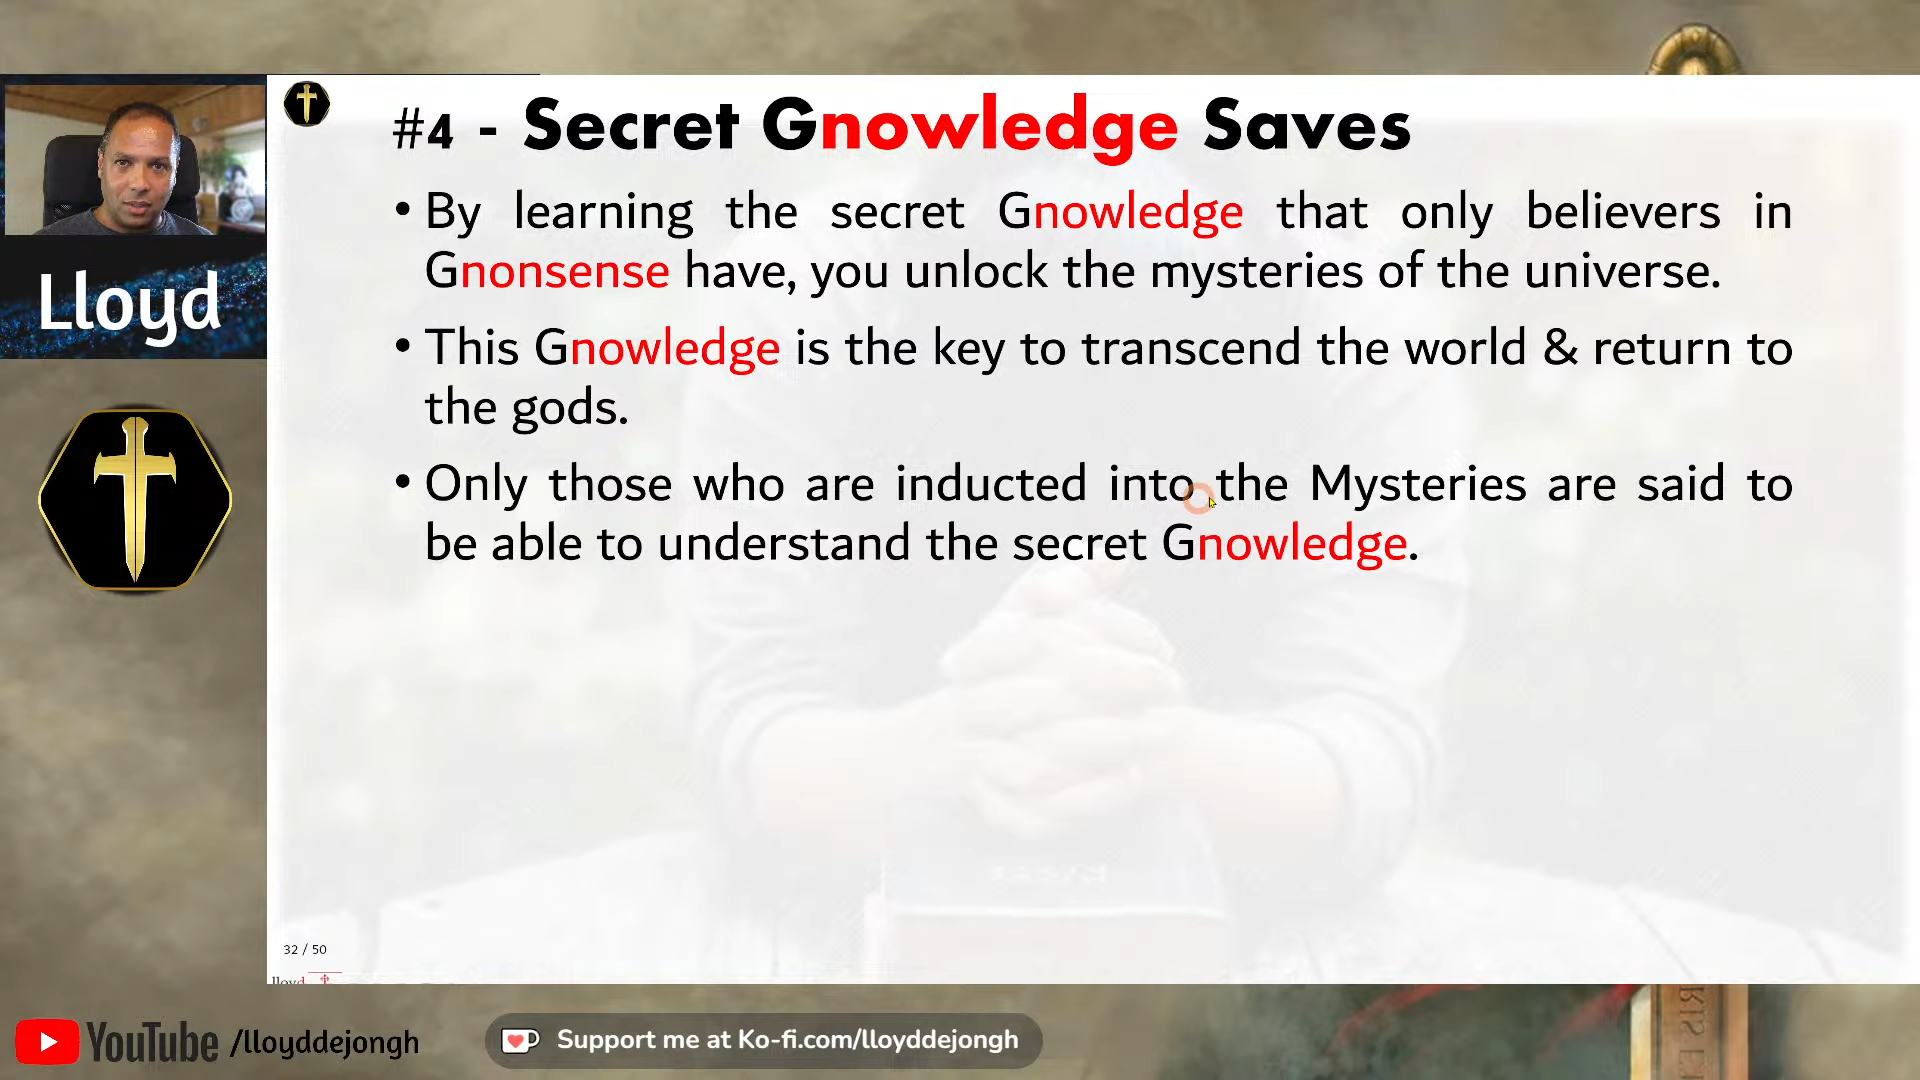 #4 - Secret Gnowledge Saves
• By learning the secret Gnowledge that only believers in
Gnonsense have, you unlock the mysteries of the universe.
• This Gnowledge is the key to transcend the world & return to
the gods.
• Only those who are inducted into the Mysteries are said to
be able to understand the secret Gnowledge.
Lloyd
32 / 50
lloyd
YouTube /lloyddejongh
Support me at Ko-fi.com/lloyddejongh